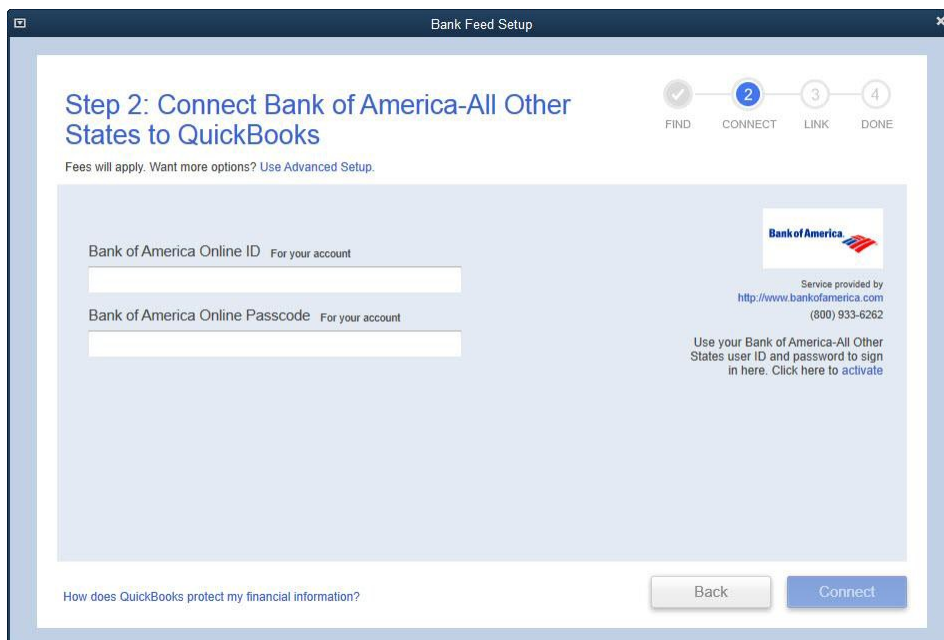 Bank Feed Setup
Step 2: Connect Bank of America-All Other
States to QuickBooks
2
3
4
FIND
CONNECT
LINK
DONE
Fees will apply. Want more options? Use Advanced Setup.
Bank of America Online ID For your account
Bank of America Online Passcode For your account
Bank of America
Service provided by
http://www.bankofamerica.com
(800) 933-6262
Use your Bank of America-All Other
States user ID and password to sign
in here. Click here to activate
How does QuickBooks protect my financial information?
Back
Connect